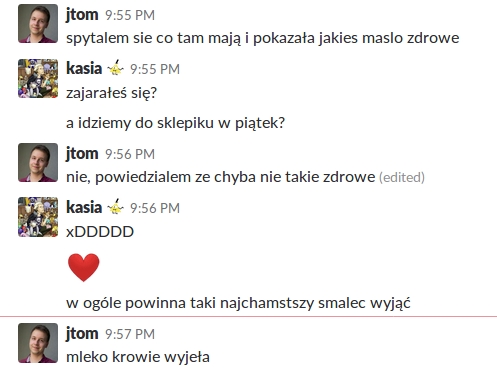 jtom 9:55 PM
spytalem sie co tam mają i pokazała jakies maslo zdrowe
kasia 9:55 PM
zajarałeś się?
a idziemy do sklepiku w piątek?
jtom 9:56 PM
nie, powiedzialem ze chyba nie takie zdrowe (edited)
kasia 9:56 PM
xDDDDD
w ogóle powinna taki najchamstszy smalec wyjąć
jtom 9:57 PM
mleko krowie wyjeła